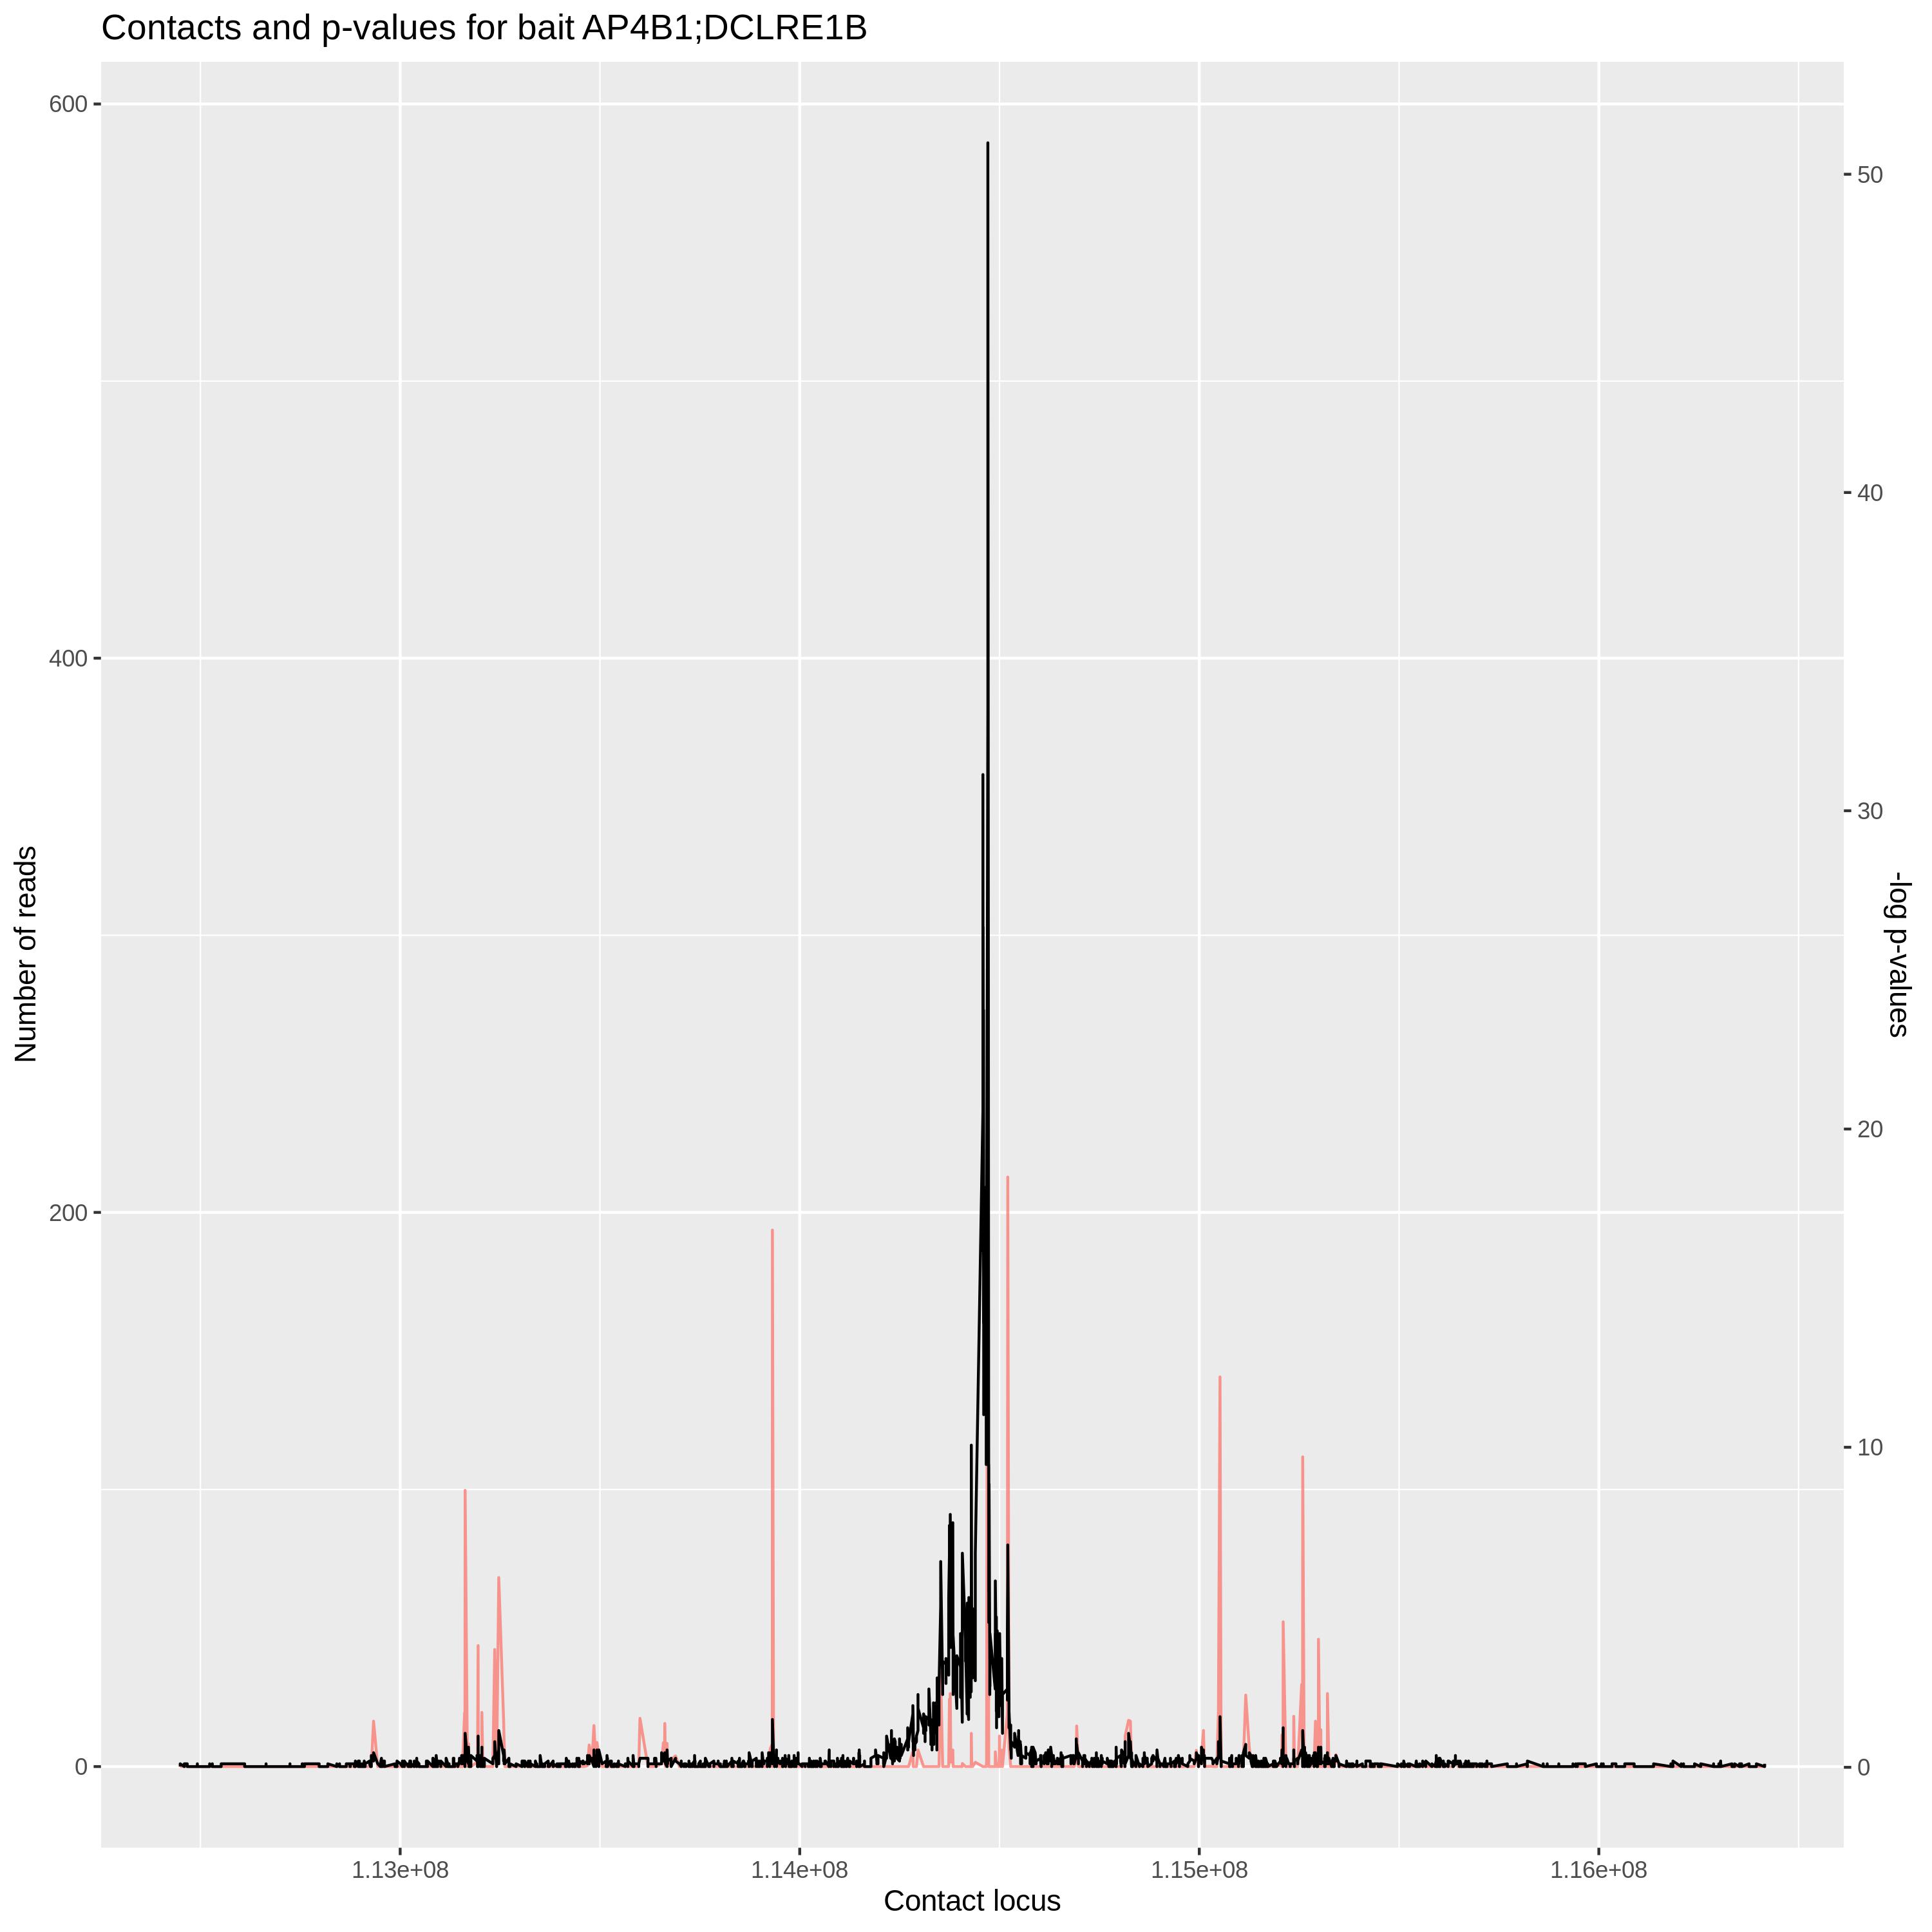 Contacts and p-values for bait AP4B1;DCLRE1B
600
400
200
0
Number of reads
50
40
30
20
10
0
-log p-values
1.13e+08
1.14e+08
1.15e+08
1.16e+08
Contact locus